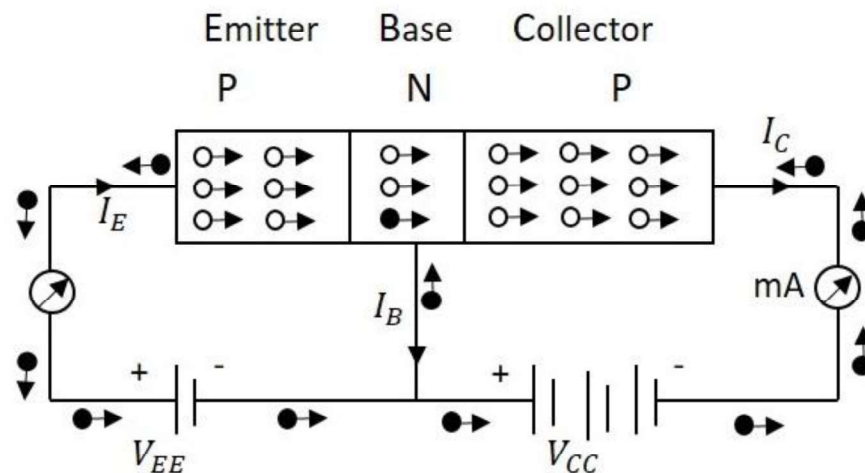 Emitter Base Collector
P N P
I_C
I_E
mA
I_B
+ - + -
V_EE V_CC